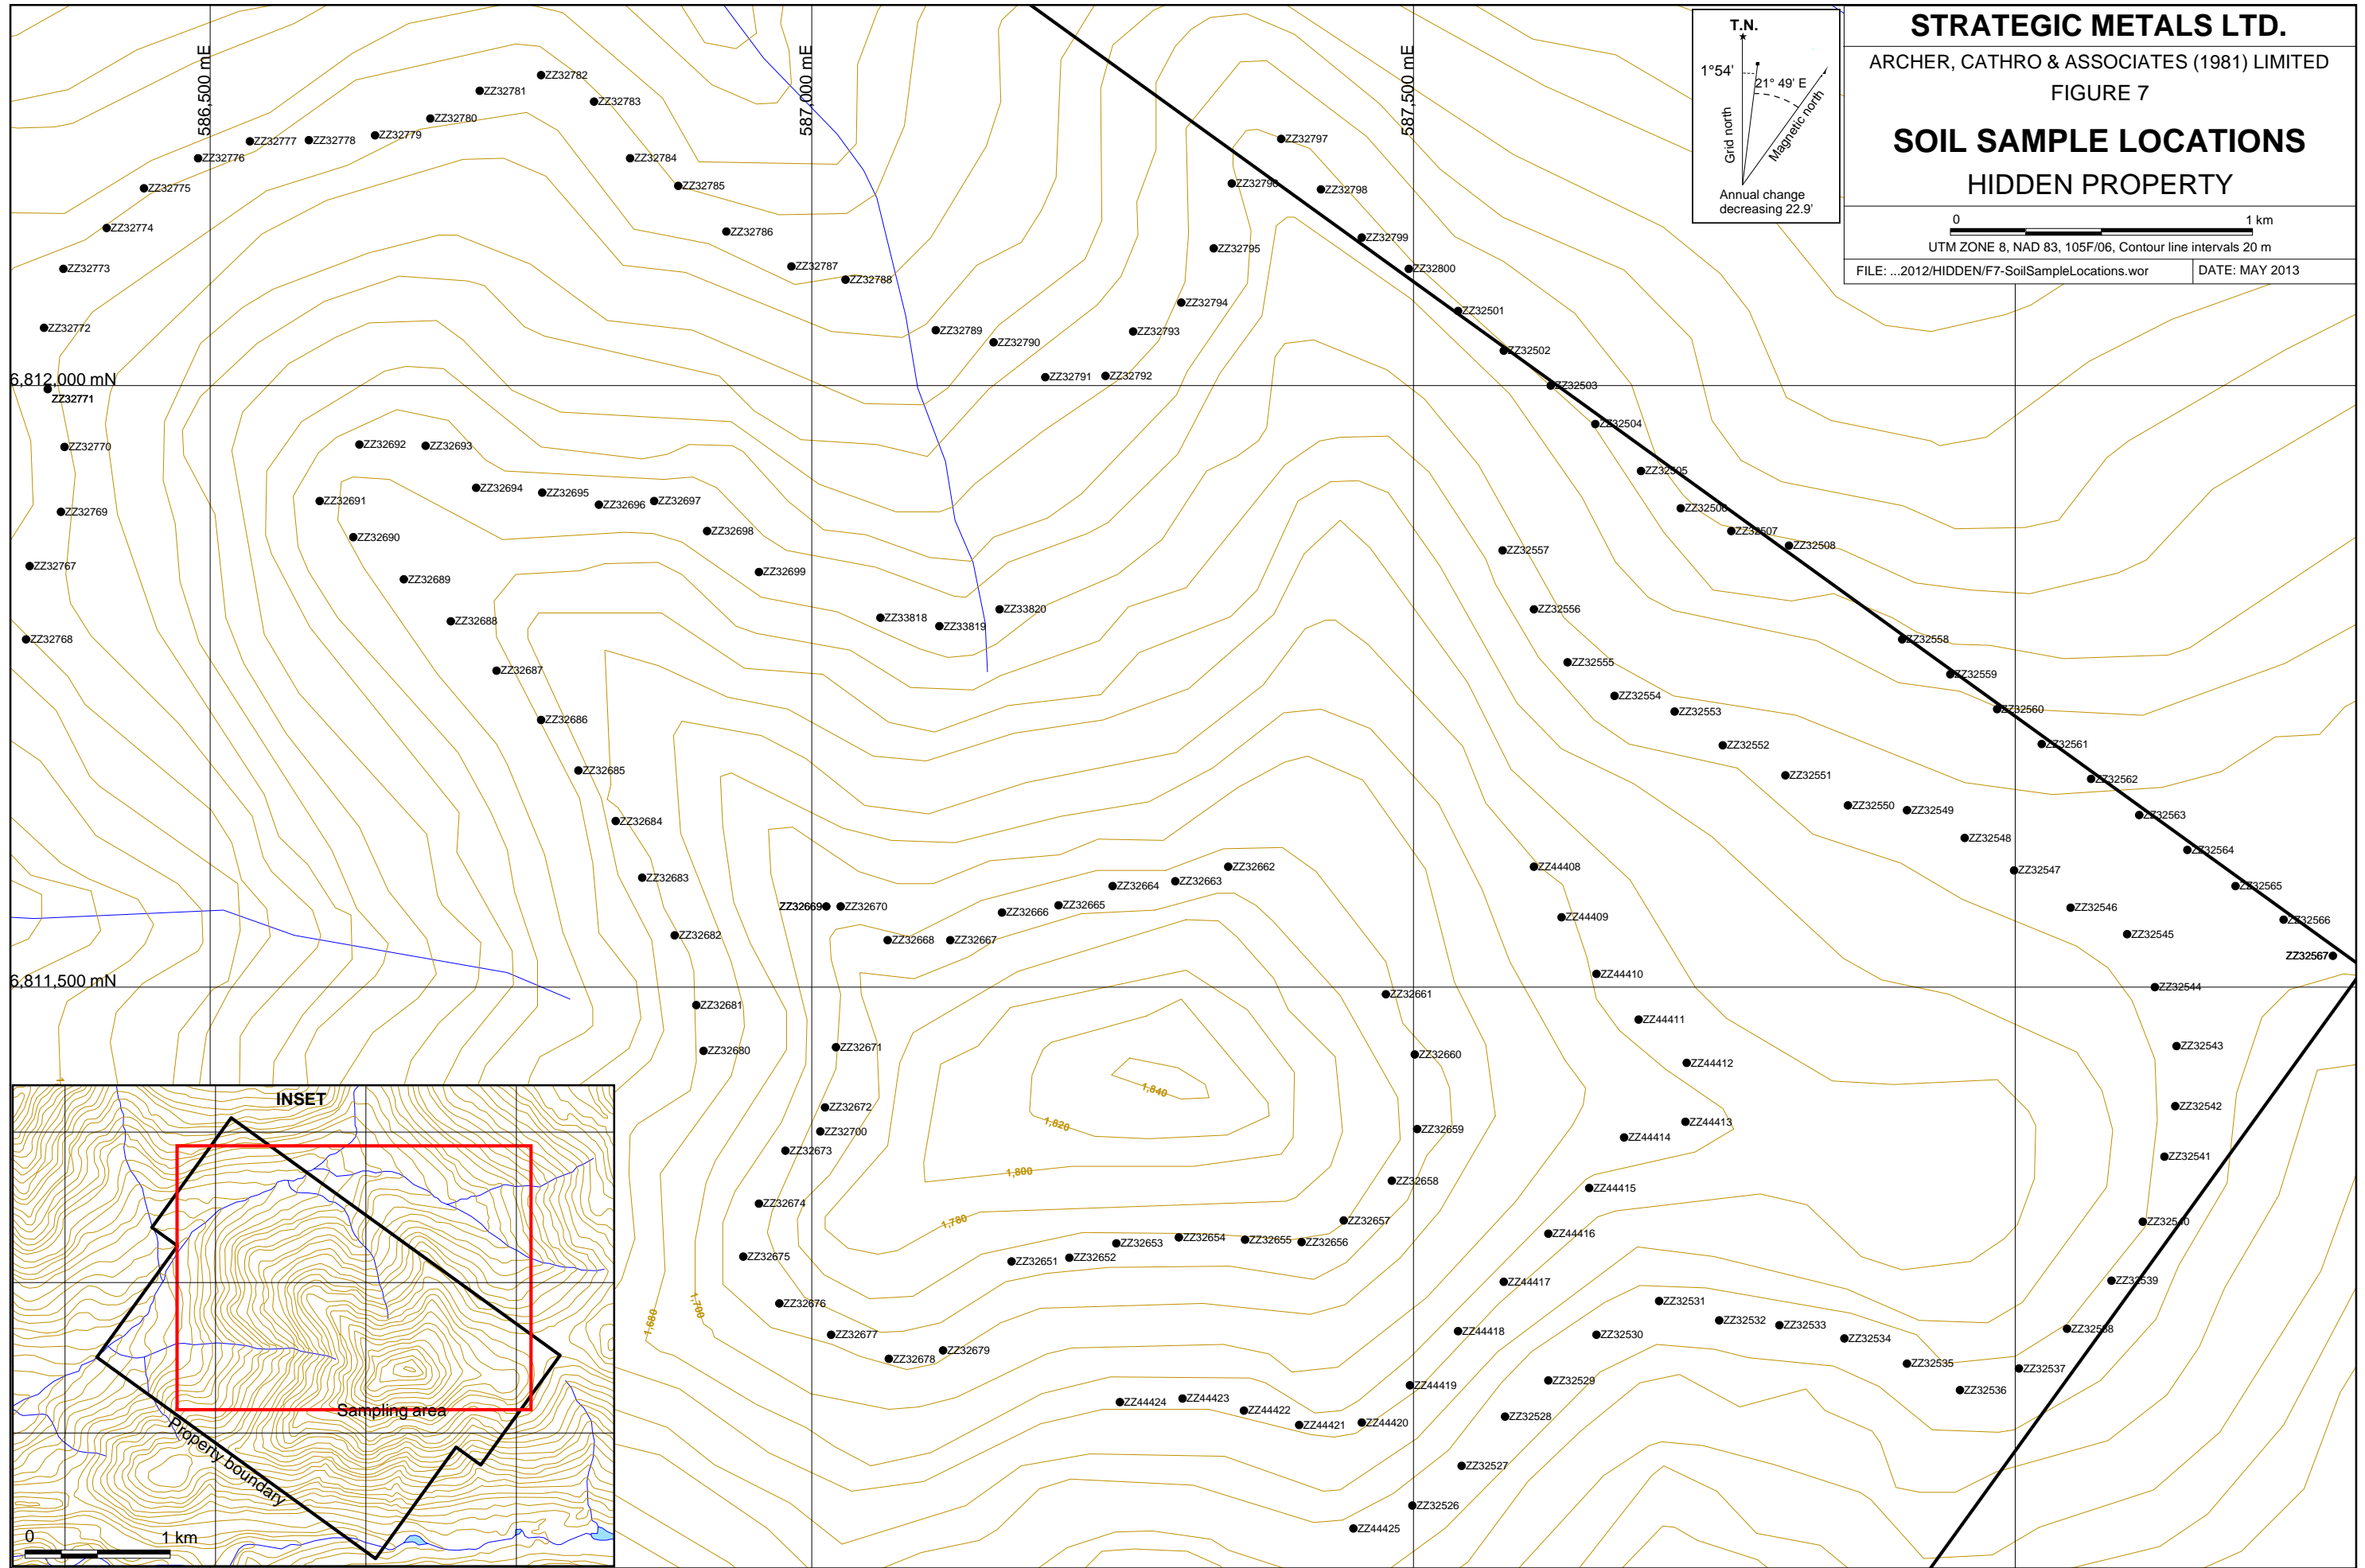 STRATEGIC METALS LTD.
ARCHER, CATHRO & ASSOCIATES (1981) LIMITED
FIGURE 7
SOIL SAMPLE LOCATIONS
HIDDEN PROPERTY
0 1 km
UTM ZONE 8, NAD 83, 105F/06, Contour line intervals 20 m
FILE: ...2012/HIDDEN/F7-SoilSampleLocations.wor
DATE: MAY 2013
T.N.
1°54'
21° 49' E
Grid north
Magnetic north
Annual change
decreasing 22.9'
586,500 mE
587,000 mE
587,500 mE
6,812,000 mN
6,811,500 mN
ZZ32782
ZZ32781
ZZ32783
ZZ32780
ZZ32779
ZZ32778
ZZ32777
ZZ32776
ZZ32784
ZZ32775
ZZ32785
ZZ32774
ZZ32786
ZZ32773
ZZ32787
ZZ32788
ZZ32772
ZZ32789
ZZ32790
ZZ32771
ZZ32791
ZZ32792
ZZ32793
ZZ32794
ZZ32795
ZZ32796
ZZ32797
ZZ32798
ZZ32799
ZZ32800
ZZ32501
ZZ32502
ZZ32503
ZZ32504
ZZ32505
ZZ32506
ZZ32507
ZZ32508
ZZ32770
ZZ32769
ZZ32767
ZZ32768
ZZ32692
ZZ32693
ZZ32691
ZZ32694
ZZ32695
ZZ32696
ZZ32697
ZZ32698
ZZ32699
ZZ32690
ZZ32689
ZZ32688
ZZ32687
ZZ32686
ZZ32685
ZZ32684
ZZ32683
ZZ32682
ZZ32681
ZZ32680
ZZ33818
ZZ33819
ZZ33820
ZZ32557
ZZ32556
ZZ32555
ZZ32554
ZZ32553
ZZ32552
ZZ32551
ZZ32550
ZZ32549
ZZ32548
ZZ32547
ZZ32546
ZZ32545
ZZ32544
ZZ32543
ZZ32542
ZZ32541
ZZ32540
ZZ32539
ZZ32538
ZZ32537
ZZ32536
ZZ32535
ZZ32534
ZZ32533
ZZ32532
ZZ32531
ZZ32530
ZZ32529
ZZ32528
ZZ32527
ZZ32526
ZZ44425
ZZ32558
ZZ32559
ZZ32560
ZZ32561
ZZ32562
ZZ32563
ZZ32564
ZZ32565
ZZ32566
ZZ32567
ZZ44408
ZZ44409
ZZ44410
ZZ44411
ZZ44412
ZZ44413
ZZ44414
ZZ44415
ZZ44416
ZZ44417
ZZ44418
ZZ44419
ZZ44420
ZZ44421
ZZ44422
ZZ44423
ZZ44424
ZZ32662
ZZ32663
ZZ32664
ZZ32665
ZZ32666
ZZ32667
ZZ32668
ZZ32669
ZZ32670
ZZ32661
ZZ32660
ZZ32659
ZZ32658
ZZ32657
ZZ32656
ZZ32655
ZZ32654
ZZ32653
ZZ32652
ZZ32651
ZZ32671
ZZ32672
ZZ32700
ZZ32673
ZZ32674
ZZ32675
ZZ32676
ZZ32677
ZZ32678
ZZ32679
1,840
1,820
1,800
1,780
1,700
1,680
INSET
Sampling area
Property boundary
0 1 km